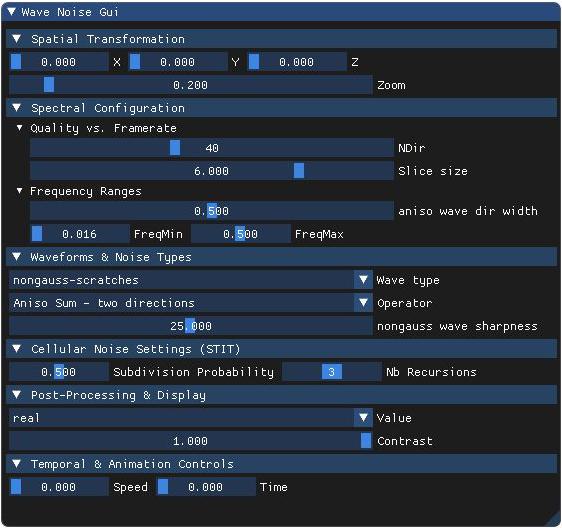 Wave Noise Gui
Spatial Transformation
0.000 X 0.000 Y 0.000 Z
0.200 Zoom
Spectral Configuration
Quality vs. Framerate
40 NDir
6.000 Slice size
Frequency Ranges
0.500 aniso wave dir width
0.016 FreqMin 0.500 FreqMax
Waveforms & Noise Types
nongauss-scratches Wave type
Aniso Sum - two directions Operator
25.000 nongauss wave sharpness
Cellular Noise Settings (STIT)
0.500 Subdivision Probability 3 Nb Recursions
Post-Processing & Display
real Value
1.000 Contrast
Temporal & Animation Controls
0.000 Speed 0.000 Time